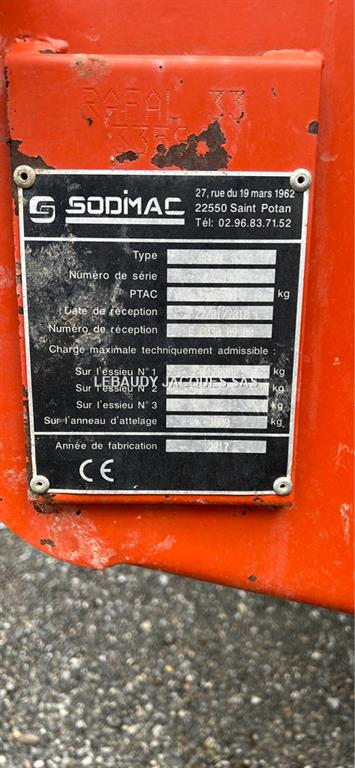 RAFAL 33
SODIMAC
27, rue du 19 mars 1962
22550 Saint Potan
Tél: 02.96.83.71.52
Type
Numéro de série
PTAC kg
Date de réception
Numéro de réception
Charge maximale techniquement admissible :
Sur l'essieu N° 1 kg
LEBAUDY JACQUES SAS
Sur l'essieu N° 2 kg
Sur l'essieu N° 3 kg
Sur l'anneau d'attelage kg
Année de fabrication 2017
CE